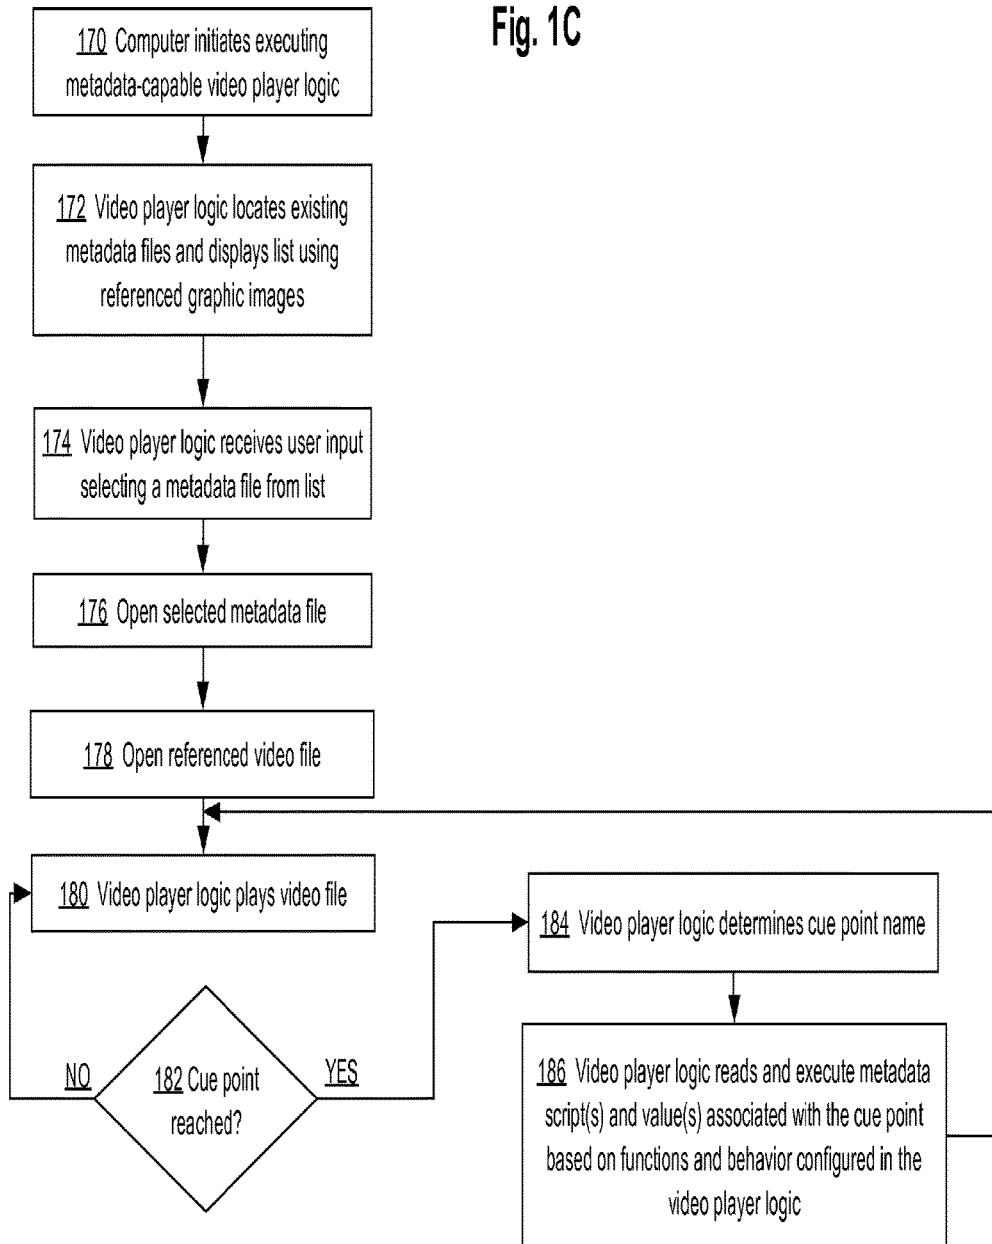 Fig. 1C
170 Computer initiates executing
metadata-capable video player logic
172 Video player logic locates existing
metadata files and displays list using
referenced graphic images
174 Video player logic receives user input
selecting a metadata file from list
176 Open selected metadata file
178 Open referenced video file
180 Video player logic plays video file
182 Cue point
reached?
NO
YES
184 Video player logic determines cue point name
186 Video player logic reads and execute metadata
script(s) and value(s) associated with the cue point
based on functions and behavior configured in the
video player logic